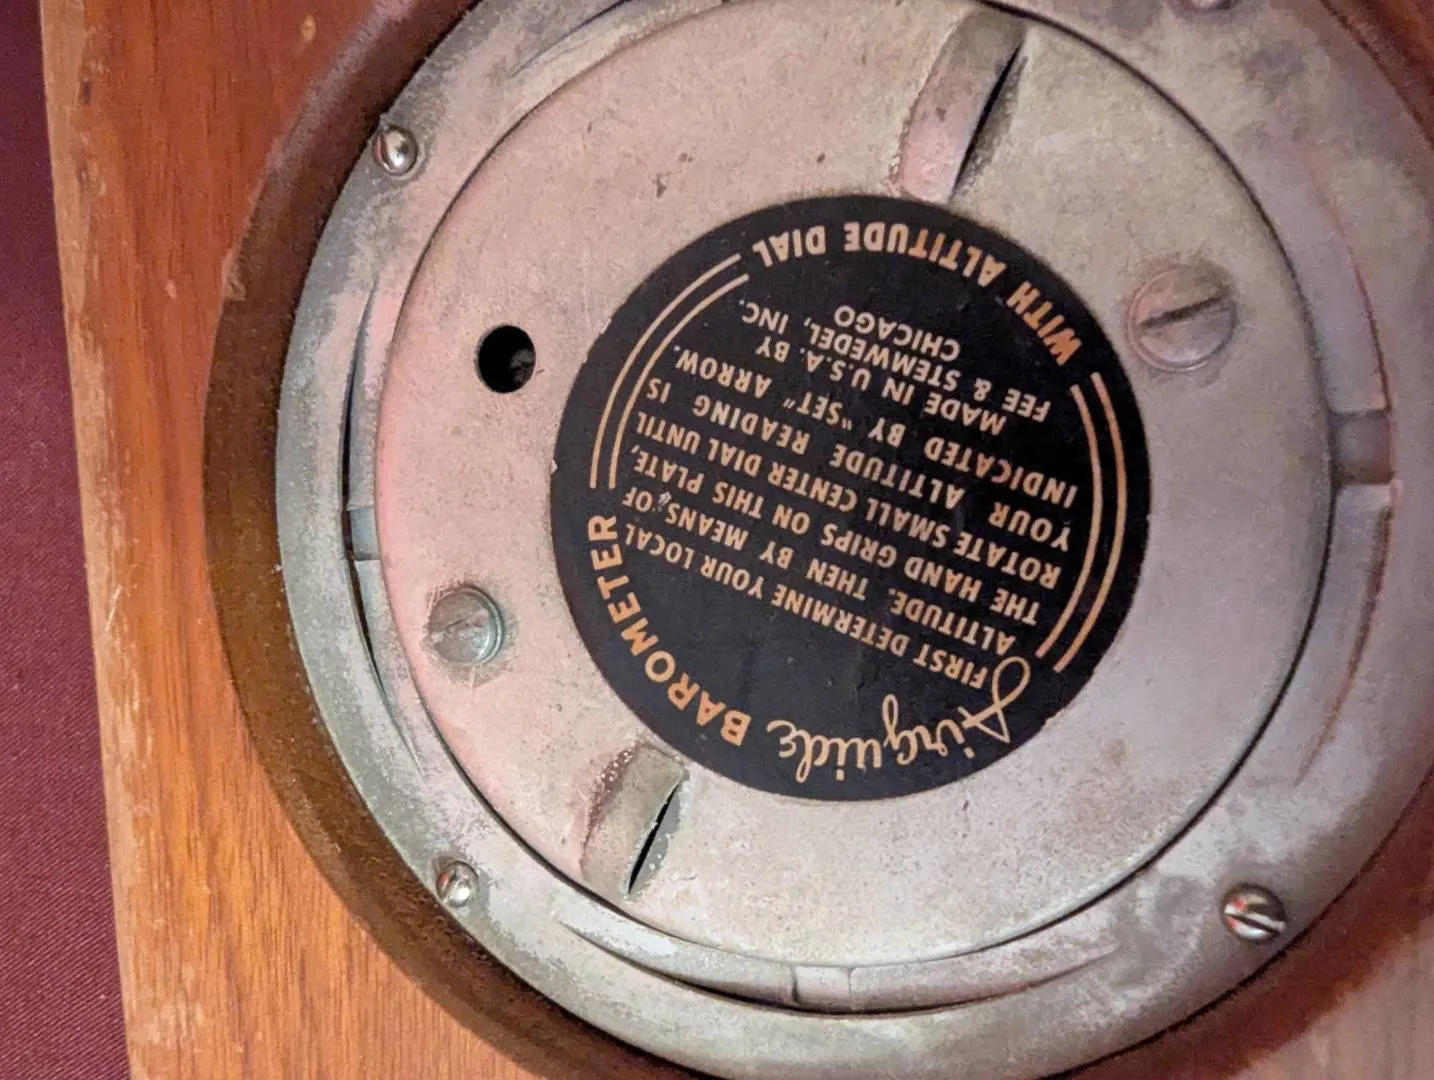 Airguide BAROMETER
FIRST DETERMINE YOUR LOCAL
ALTITUDE. THEN BY MEANS OF
THE HAND GRIPS ON THIS PLATE,
ROTATE SMALL CENTER DIAL UNTIL
YOUR ALTITUDE READING IS
INDICATED BY "SET" ARROW.
MADE IN U.S.A. BY
FEE & STEMWEDEL, INC.
CHICAGO
WITH ALTITUDE DIAL